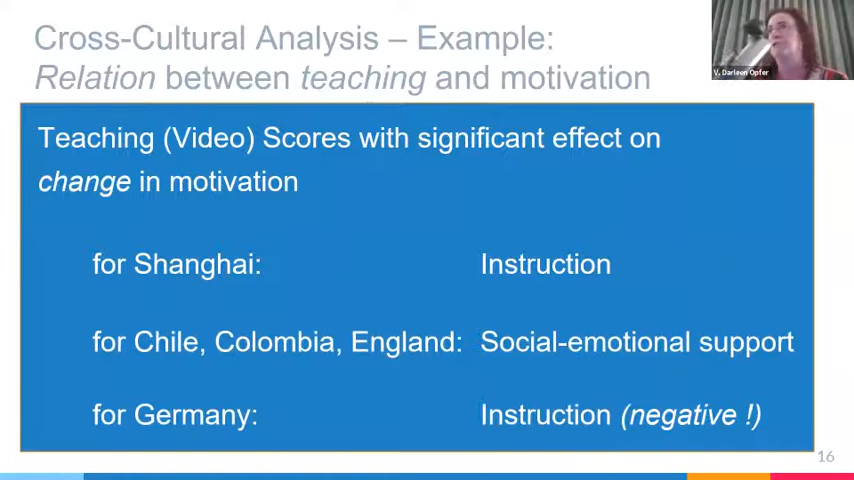 Cross-Cultural Analysis – Example:
Relation between teaching and motivation
V. Darleen Opfer
Teaching (Video) Scores with significant effect on
change in motivation
for Shanghai: Instruction
for Chile, Colombia, England: Social-emotional support
for Germany: Instruction (negative !)
16